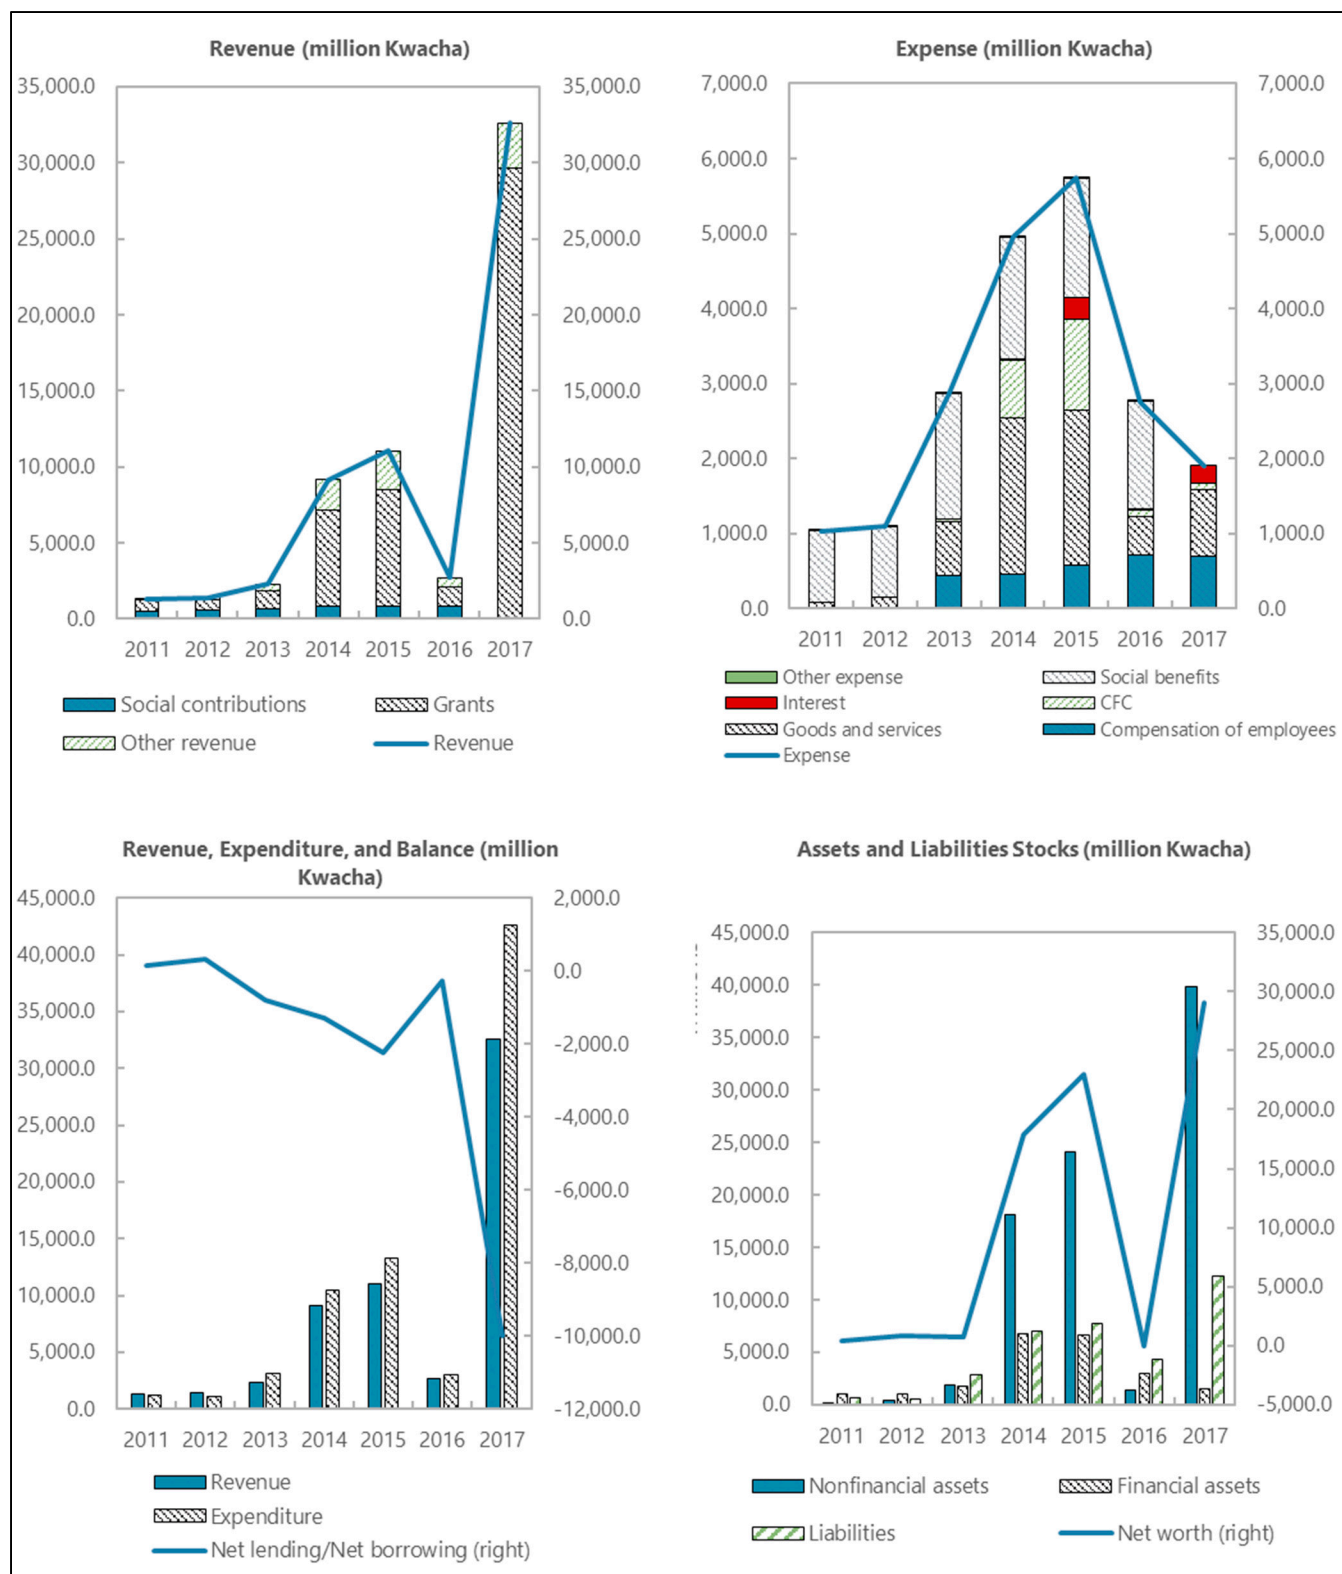 Revenue (million Kwacha)
35,000.0 35,000.0
30,000.0 30,000.0
25,000.0 25,000.0
20,000.0 20,000.0
15,000.0 15,000.0
10,000.0 10,000.0
5,000.0 5,000.0
0.0 0.0
2011 2012 2013 2014 2015 2016 2017
Social contributions Grants
Other revenue Revenue
Expense (million Kwacha)
7,000.0 7,000.0
6,000.0 6,000.0
5,000.0 5,000.0
4,000.0 4,000.0
3,000.0 3,000.0
2,000.0 2,000.0
1,000.0 1,000.0
0.0 0.0
2011 2012 2013 2014 2015 2016 2017
Other expense Social benefits
Interest CFC
Goods and services Compensation of employees
Expense
Revenue, Expenditure, and Balance (million
Kwacha)
45,000.0 2,000.0
40,000.0 0.0
35,000.0 -2,000.0
30,000.0 -4,000.0
25,000.0 -6,000.0
20,000.0 -8,000.0
15,000.0 -10,000.0
10,000.0 -12,000.0
5,000.0
0.0
2011 2012 2013 2014 2015 2016 2017
Revenue
Expenditure
Net lending/Net borrowing (right)
Assets and Liabilities Stocks (million Kwacha)
45,000.0 35,000.0
40,000.0 30,000.0
35,000.0 25,000.0
30,000.0 20,000.0
25,000.0 15,000.0
20,000.0 10,000.0
15,000.0 5,000.0
10,000.0 0.0
5,000.0 -5,000.0
0.0
2011 2012 2013 2014 2015 2016 2017
Nonfinancial assets Financial assets
Liabilities Net worth (right)